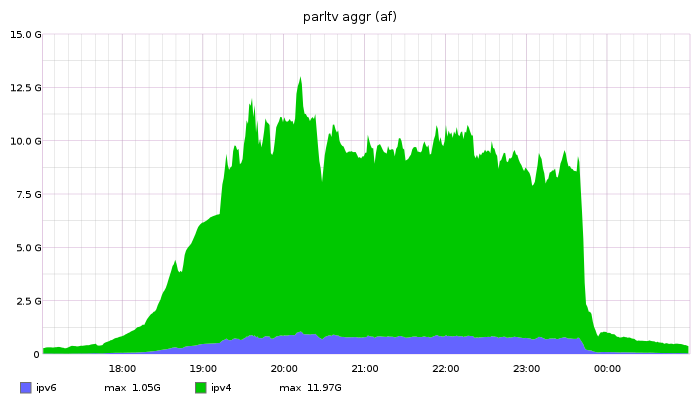 parltv aggr (af)
15.0 G
12.5 G
10.0 G
7.5 G
5.0 G
2.5 G
0
18:00 19:00 20:00 21:00 22:00 23:00 00:00
ipv6 max 1.05G ipv4 max 11.97G